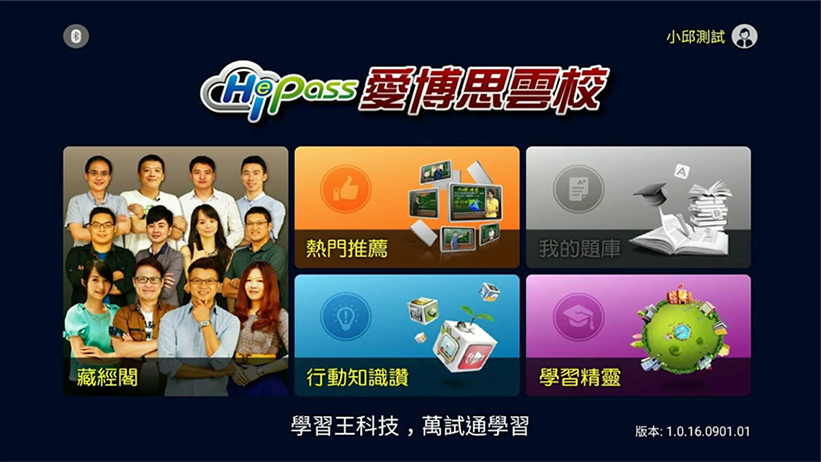 小邱測試
HiePass 愛博思雲校
熱門推薦
A+
A
我的題庫
藏經閣
行動知識讚
學習精靈
學習王科技，萬試通學習
版本: 1.0.16.0901.01